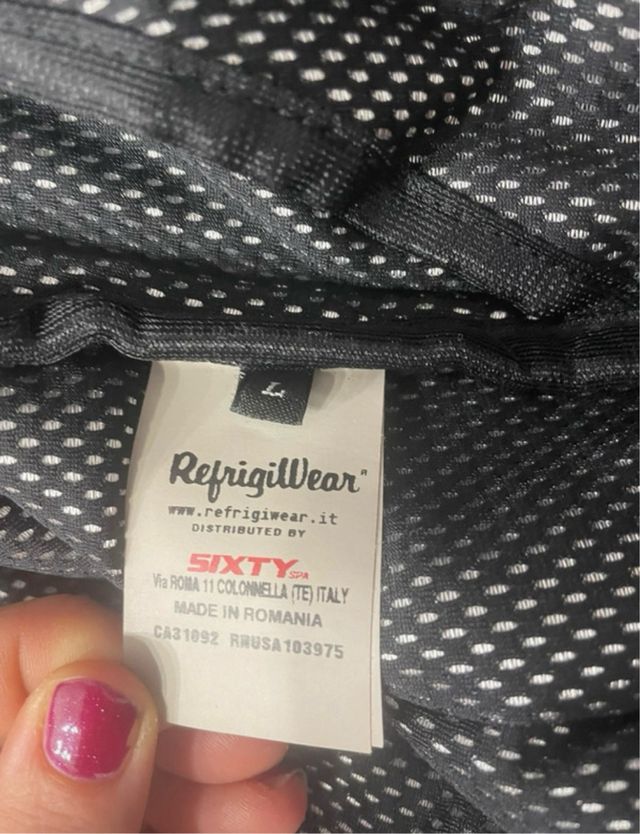 L
RefrigiWear®
www.refrigiwear.it
DISTRIBUTED BY
SIXTY SPA
Via ROMA 11 COLONNELLA (TE) ITALY
MADE IN ROMANIA
CA31092 RWUSA103975